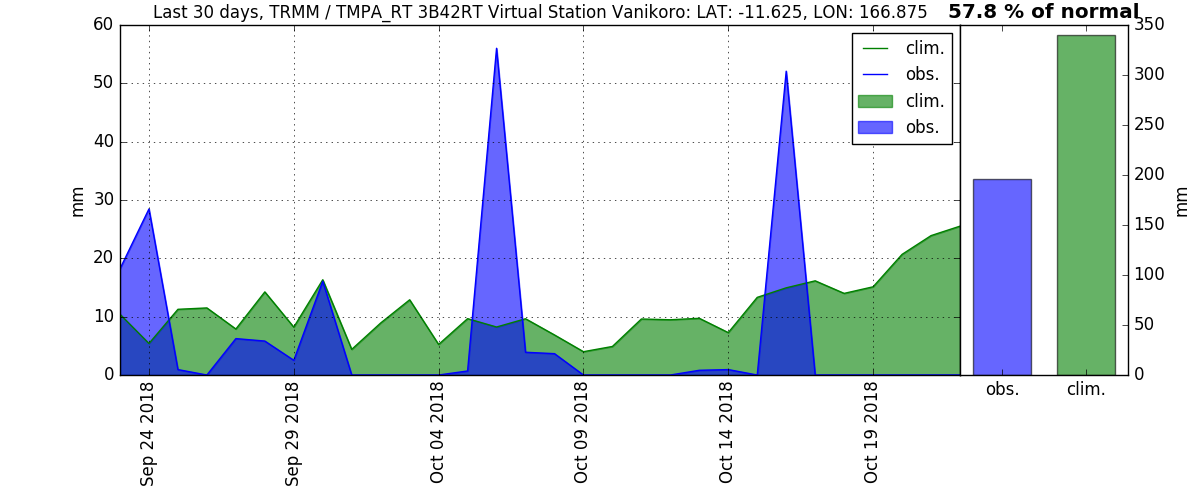 Last 30 days, TRMM / TMPA_RT 3B42RT Virtual Station Vanikoro: LAT: -11.625, LON: 166.875
57.8 % of normal
60
50
40
30
20
10
0
mm
clim.
obs.
clim.
obs.
Sep 24 2018
Sep 29 2018
Oct 04 2018
Oct 09 2018
Oct 14 2018
Oct 19 2018
350
300
250
200
150
100
50
0
mm
obs.
clim.